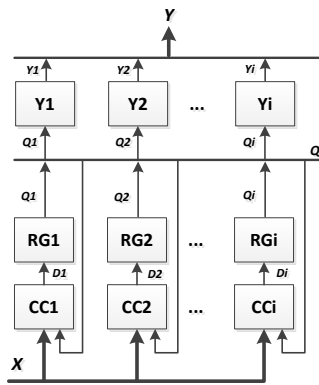 Y
Y1 Y2 Yi
Y1 Y2 ... Yi
Q1 Q2 Qi
Q
Q1 Q2 Qi
RG1 RG2 ... RGi
D1 D2 Di
CC1 CC2 ... CCi
X